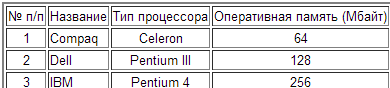 № п/п Название Тип процессора Оперативная память (Мбайт)
1 Compaq Celeron 64
2 Dell Pentium III 128
3 IBM Pentium 4 256